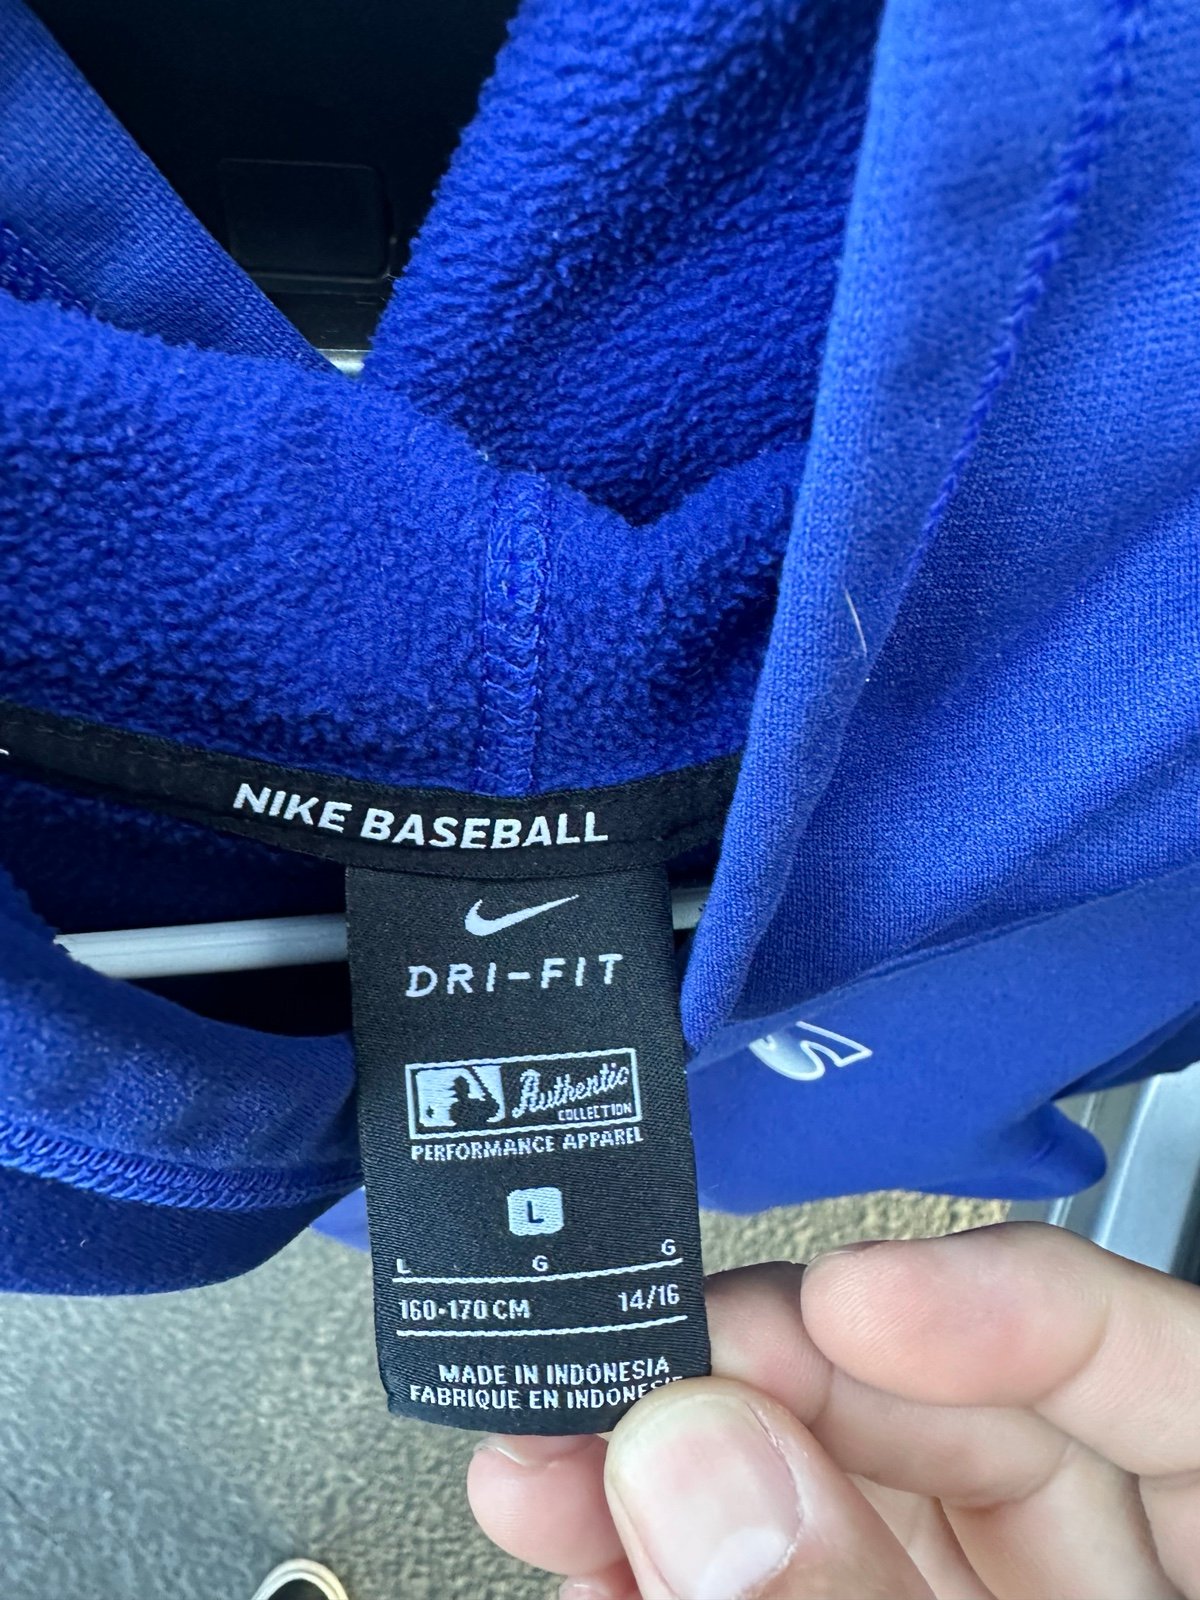 NIKE BASEBALL
DRI-FIT
Authentic
COLLECTION
PERFORMANCE APPAREL
L
L G G
160-170 CM 14/16
MADE IN INDONESIA
FABRIQUE EN INDONESIE